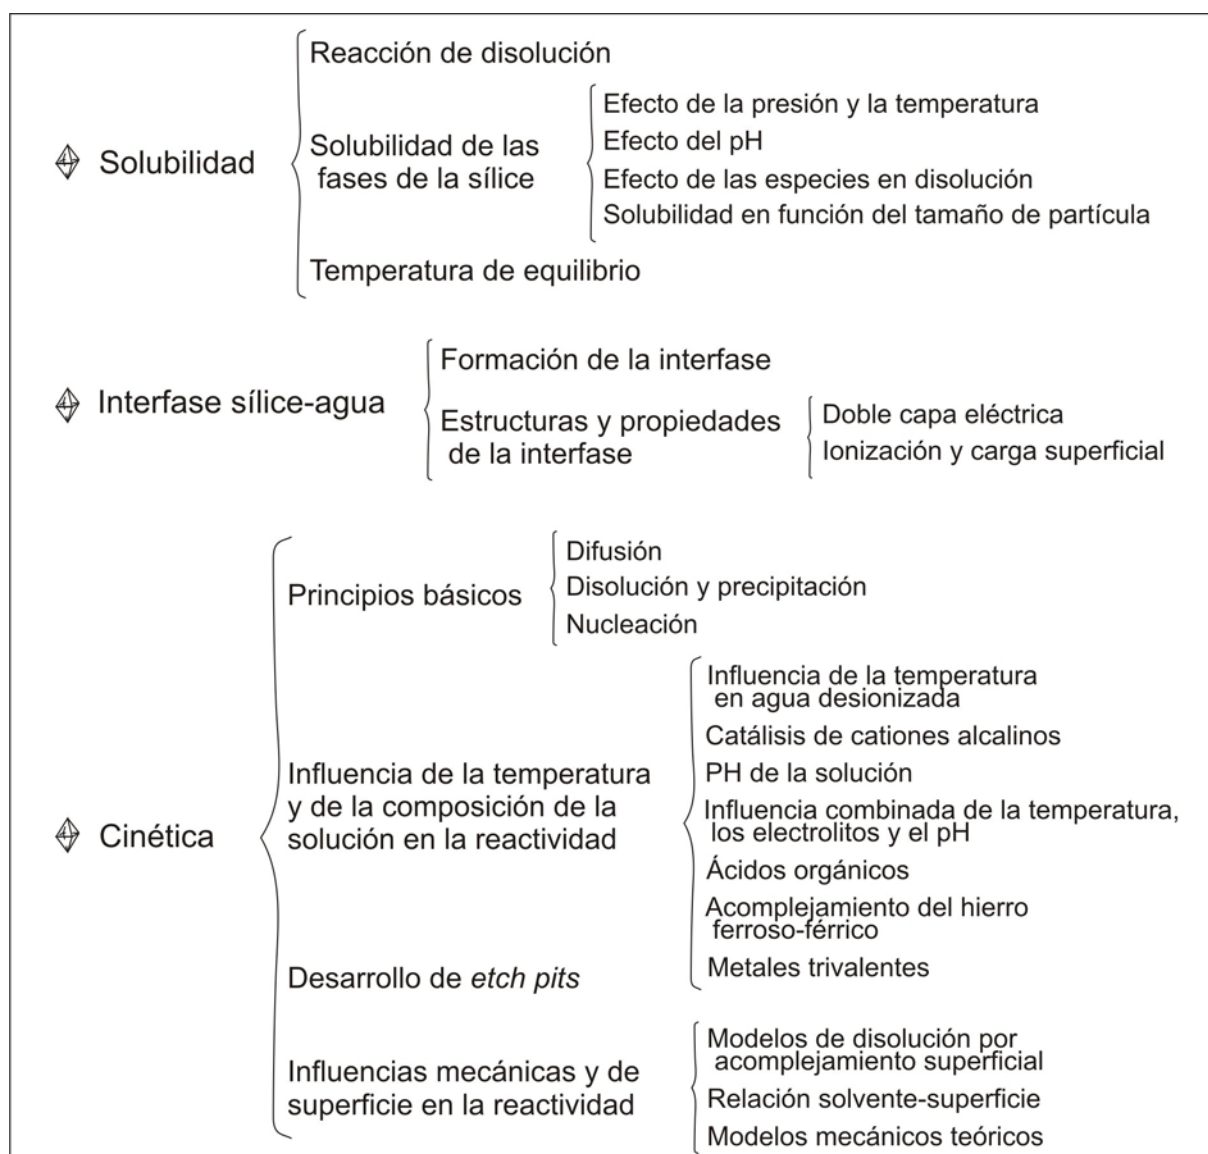 Solubilidad
Reacción de disolución
Solubilidad de las
fases de la sílice
Efecto de la presión y la temperatura
Efecto del pH
Efecto de las especies en disolución
Solubilidad en función del tamaño de partícula
Temperatura de equilibrio
Interfase sílice-agua
Formación de la interfase
Estructuras y propiedades
de la interfase
Doble capa eléctrica
Ionización y carga superficial
Cinética
Principios básicos
Difusión
Disolución y precipitación
Nucleación
Influencia de la temperatura
y de la composición de la
solución en la reactividad
Influencia de la temperatura
en agua desionizada
Catálisis de cationes alcalinos
PH de la solución
Influencia combinada de la temperatura,
los electrolitos y el pH
Ácidos orgánicos
Acomplejamiento del hierro
ferroso-férrico
Metales trivalentes
Desarrollo de etch pits
Influencias mecánicas y de
superficie en la reactividad
Modelos de disolución por
acomplejamiento superficial
Relación solvente-superficie
Modelos mecánicos teóricos